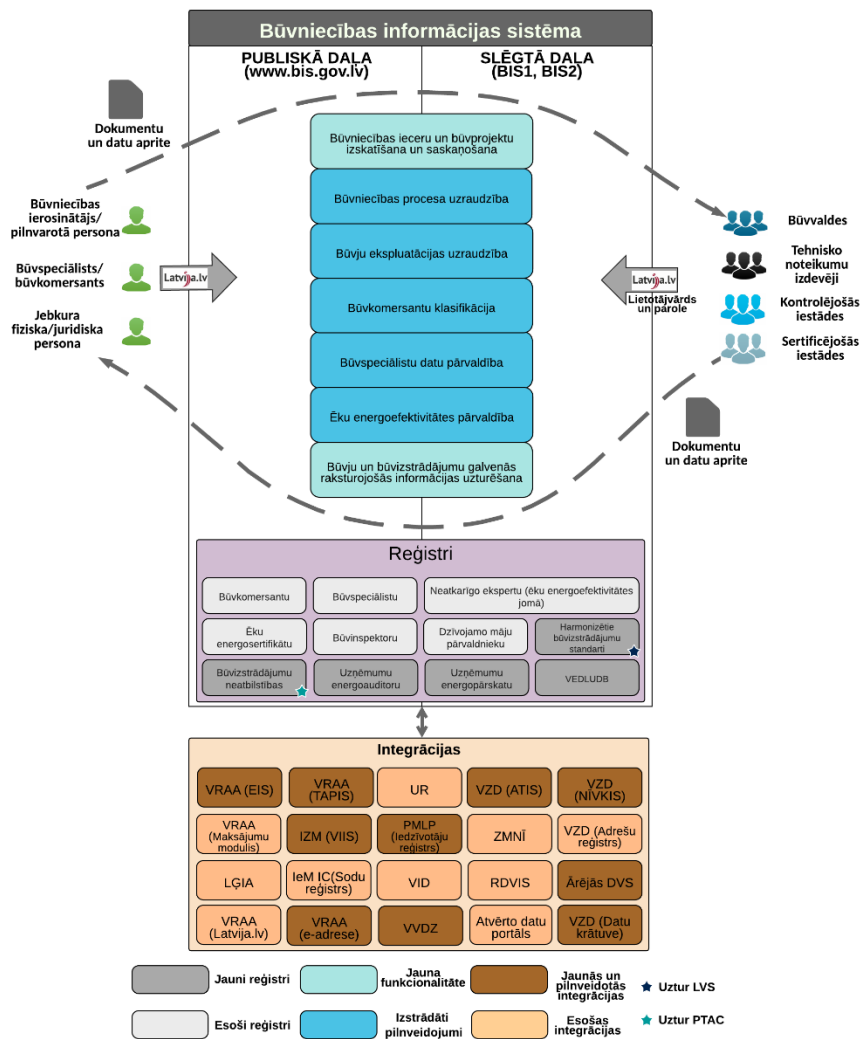 Būvniecības informācijas sistēma
PUBLISKĀ DAĻA
(www.bis.gov.lv)
SLĒGTĀ DAĻA
(BIS1, BIS2)
Dokumentu
un datu aprite
Būvniecības
ierosinātājs/
pilnvarotā persona
Būvspeciālists/
būvkomersants
Jebkura
fiziska/juridiska
persona
Latvija.lv
Būvniecības ieceru un būvprojektu
izskatīšana un saskaņošana
Būvniecības procesa uzraudzība
Būvju ekspluatācijas uzraudzība
Būvkomersantu klasifikācija
Būvspeciālistu datu pārvaldība
Ēku energoefektivitātes pārvaldība
Būvju un būvizstrādājumu galvenās
raksturojošās informācijas uzturēšana
Latvija.lv
Lietotājvārds
un parole
Būvvaldes
Tehnisko
noteikumu
izdevēji
Kontrolējošās
iestādes
Sertificējošās
iestādes
Dokumentu
un datu aprite
Reģistri
Būvkomersantu
Būvspeciālistu
Neatkarīgo ekspertu (ēku energoefektivitātes
jomā)
Ēku
energosertifikātu
Būvinspektoru
Dzīvojamo māju
pārvaldnieku
Harmonizētie
būvizstrādājumu
standarti
Būvizstrādājumu
neatbilstības
Uzņēmumu
energoauditoru
Uzņēmumu
energopārskatu
VEDLUDB
Integrācijas
VRAA (EIS)
VRAA
(TAPIS)
UR
VZD (ATIS)
VZD
(NĪVKIS)
VRAA
(Maksājumu
modulis)
IZM (VIIS)
PMLP
(Iedzīvotāju
reģistrs)
ZMNĪ
VZD (Adrešu
reģistrs)
LĢIA
IeM IC(Sodu
reģistrs)
VID
RDVIS
Ārējās DVS
VRAA
(Latvija.lv)
VRAA
(e-adrese)
VVDZ
Atvērto datu
portāls
VZD (Datu
krātuve)
Jauni reģistri
Jauna
funkcionalitāte
Jaunās un
pilnveidotās
integrācijas
Uztur LVS
Esoši reģistri
Izstrādāti
pilnveidojumi
Esošas
integrācijas
Uztur PTAC